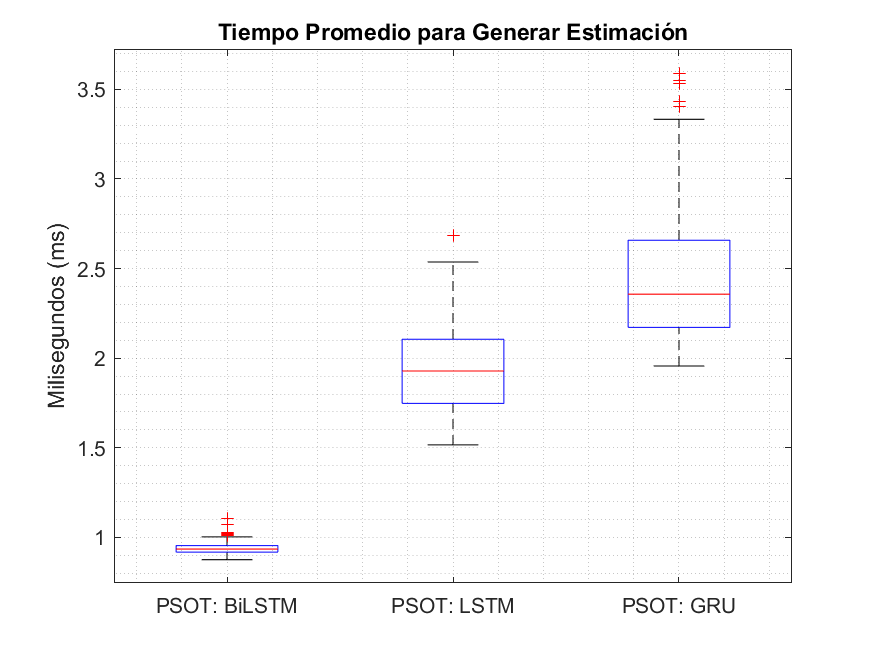 Tiempo Promedio para Generar Estimación
Milisegundos (ms)
3.5
3
2.5
2
1.5
1
PSOT: BiLSTM
PSOT: LSTM
PSOT: GRU